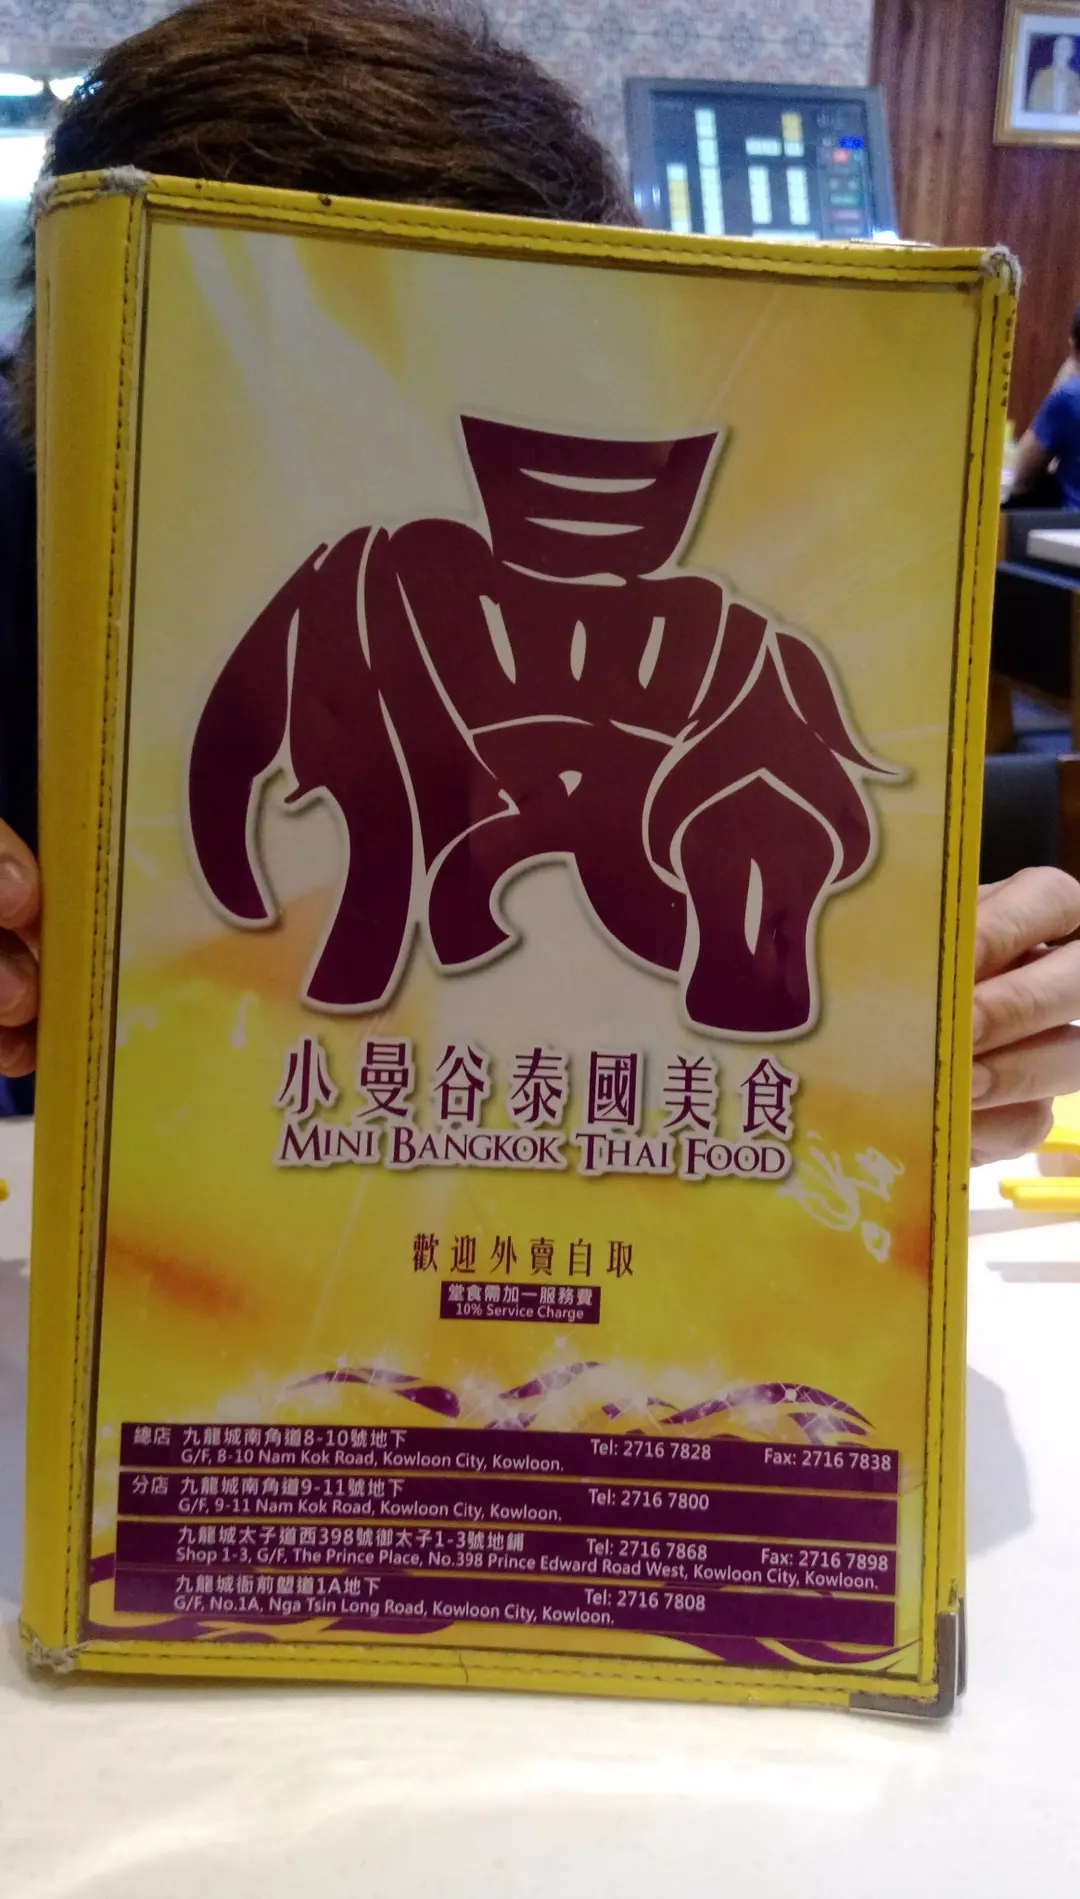 小曼谷
小曼谷泰國美食
MINI BANGKOK THAI FOOD
歡迎外賣自取
堂食需加一服務費
10% Service Charge
總店 九龍城南角道8-10號地下
G/F, 8-10 Nam Kok Road, Kowloon City, Kowloon. Tel: 2716 7828 Fax: 2716 7838
分店 九龍城南角道9-11號地下
G/F, 9-11 Nam Kok Road, Kowloon City, Kowloon. Tel: 2716 7800
九龍城太子道西398號御太子1-3號地舖 Tel: 2716 7868 Fax: 2716 7898
Shop 1-3, G/F, The Prince Place, No.398 Prince Edward Road West, Kowloon City, Kowloon.
九龍城衙前塱道1A地下
G/F, No.1A, Nga Tsin Long Road, Kowloon City, Kowloon. Tel: 2716 7808